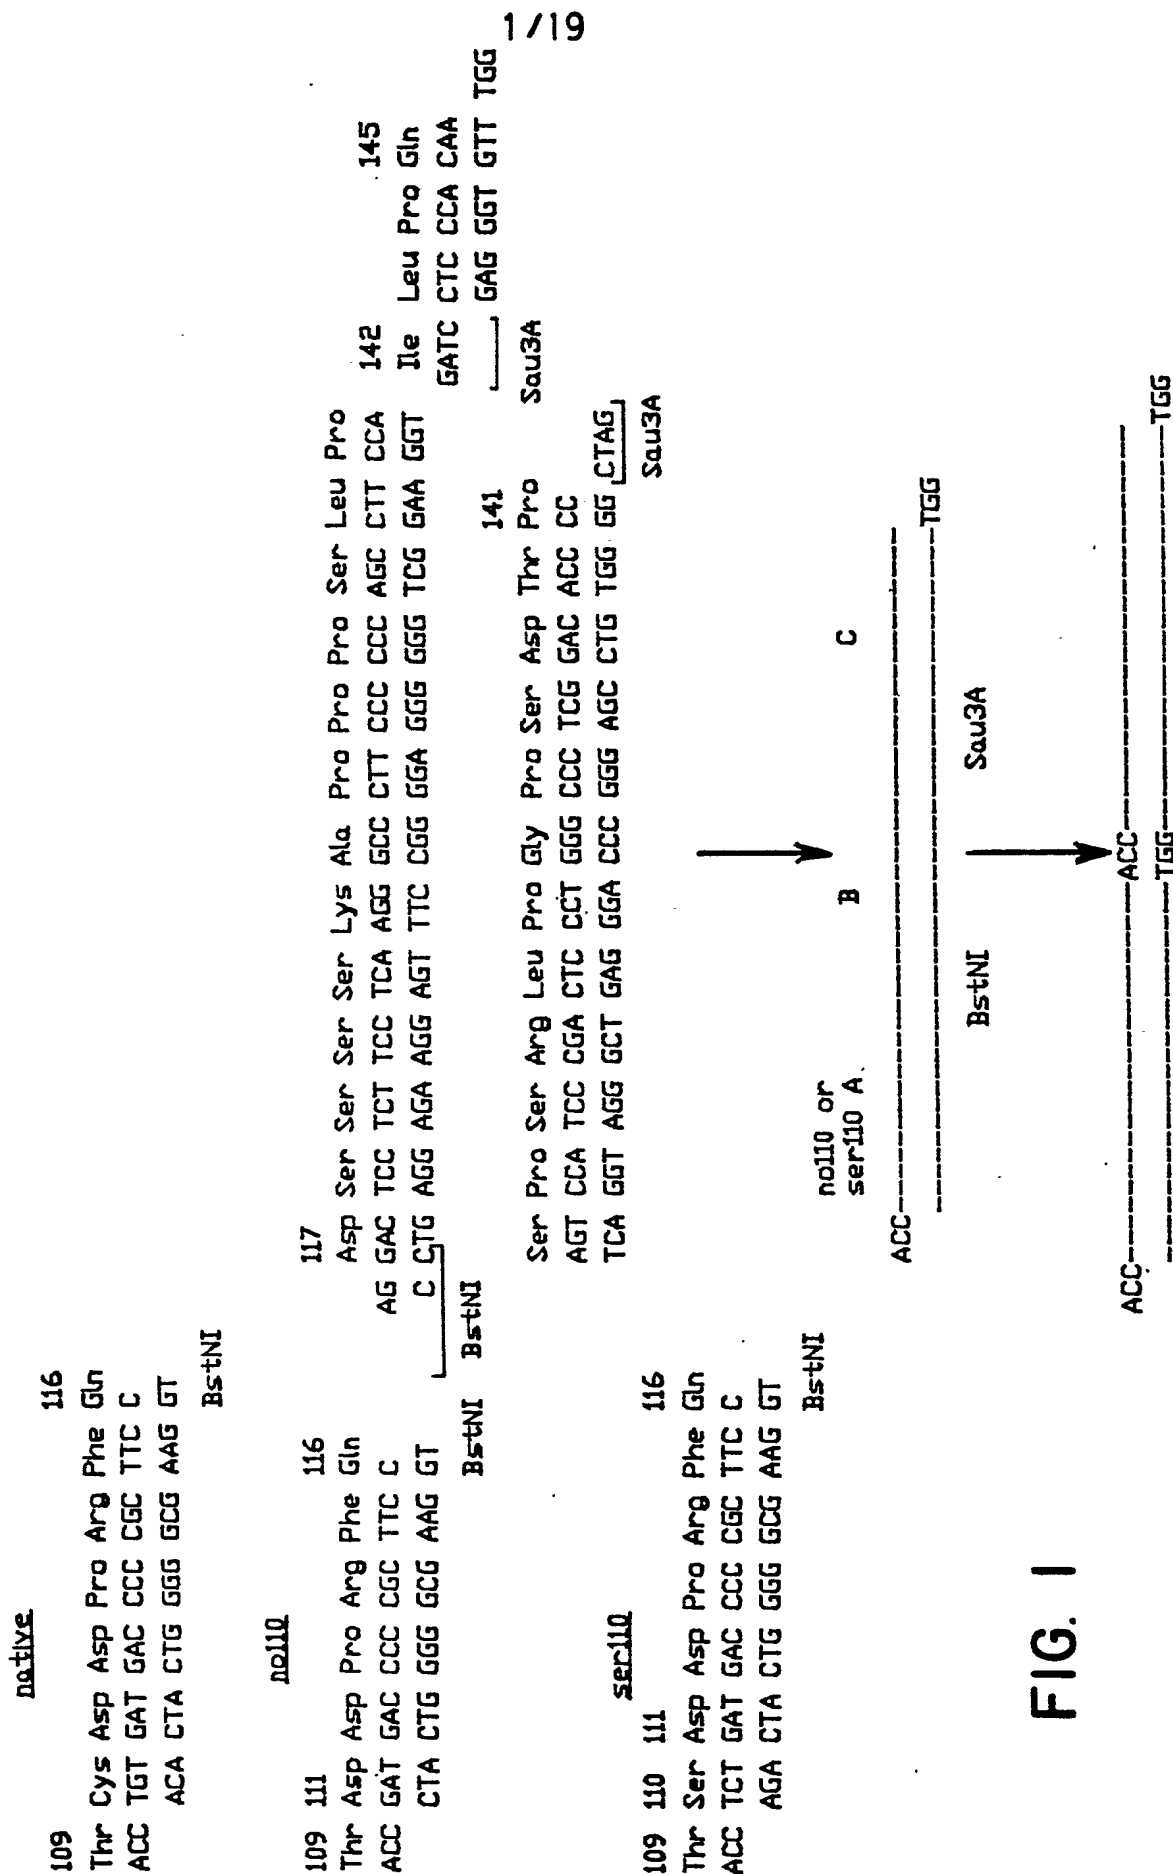 1/19
native
109 116
Thr Cys Asp Asp Pro Arg Phe Gln
ACC TGT GAT GAC CCC CGC TTC C
ACA CTA CTG GGG GCG AAG GT
BstNI
no110
109 111 116
Thr Asp Asp Pro Arg Phe Gln
ACC GAT GAC CCC CGC TTC C
CTA CTG GGG GCG AAG GT
BstNI
117
Asp Ser Ser Ser Ser Lys Ala Pro Pro Pro Ser Leu Pro
AG GAC TCC TCT TCC TCA AGG GCC CTT CCC CCC AGC CTT CCA
C CTG AGG AGA AGG AGT TTC CGG GGA GGG GGG TCG GAA GGT
BstNI
142 145
Ile Leu Pro Gln
GATC CTC CCA CAA
GAG GGT GTT TGG
Sau3A
141
Ser Pro Ser Arg Leu Pro Gly Pro Ser Asp Thr Pro
AGT CCA TCC CGA CTC CCT GGG CCC TCG GAC ACC CC
TCA GGT AGG GCT GAG GGA CCC GGG AGC CTG TGG GG CTAG
Sau3A
ser110
109 110 111 116
Thr Ser Asp Asp Pro Arg Phe Gln
ACC TCT GAT GAC CCC CGC TTC C
AGA CTA CTG GGG GCG AAG GT
BstNI
no110 or
ser110 A B C
ACC
TGG
BstNI Sau3A
ACC ACC
TGG TGG
FIG. 1